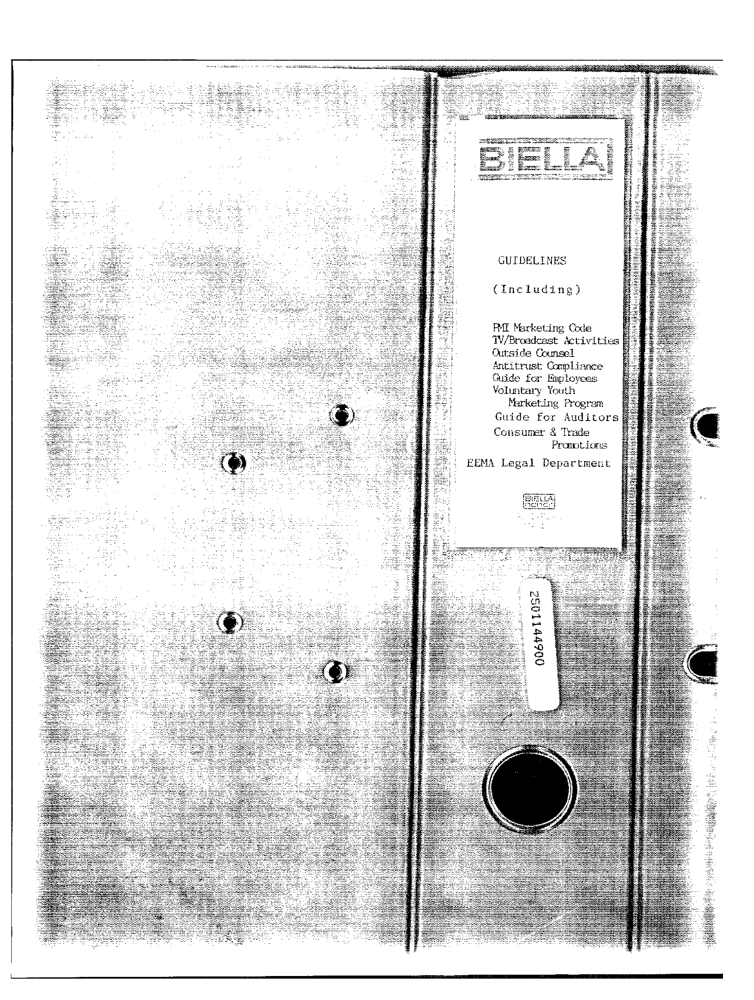 BIELLA
GUIDELINES
(Including)
PMI Marketing Code
TV/Broadcast Activities
Outside Counsel
Antitrust Compliance
Guide for Employees
Voluntary Youth
Marketing Program
Guide for Auditors
Consumer & Trade
Promotions
EEMA Legal Department
BIELLA
2501144900